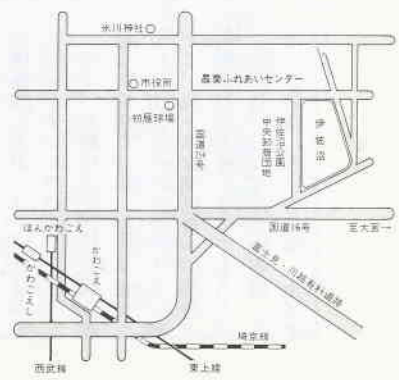 氷川神社
市役所
農業ふれあいセンター
初雁球場
国道254号
伊佐沼公園
中央卸売団地
伊佐沼
ほんかわごえ
国道16号
至大宮→
かわごえし
かわごえ
富士見・川越有料道路
埼京線
西武線
東上線